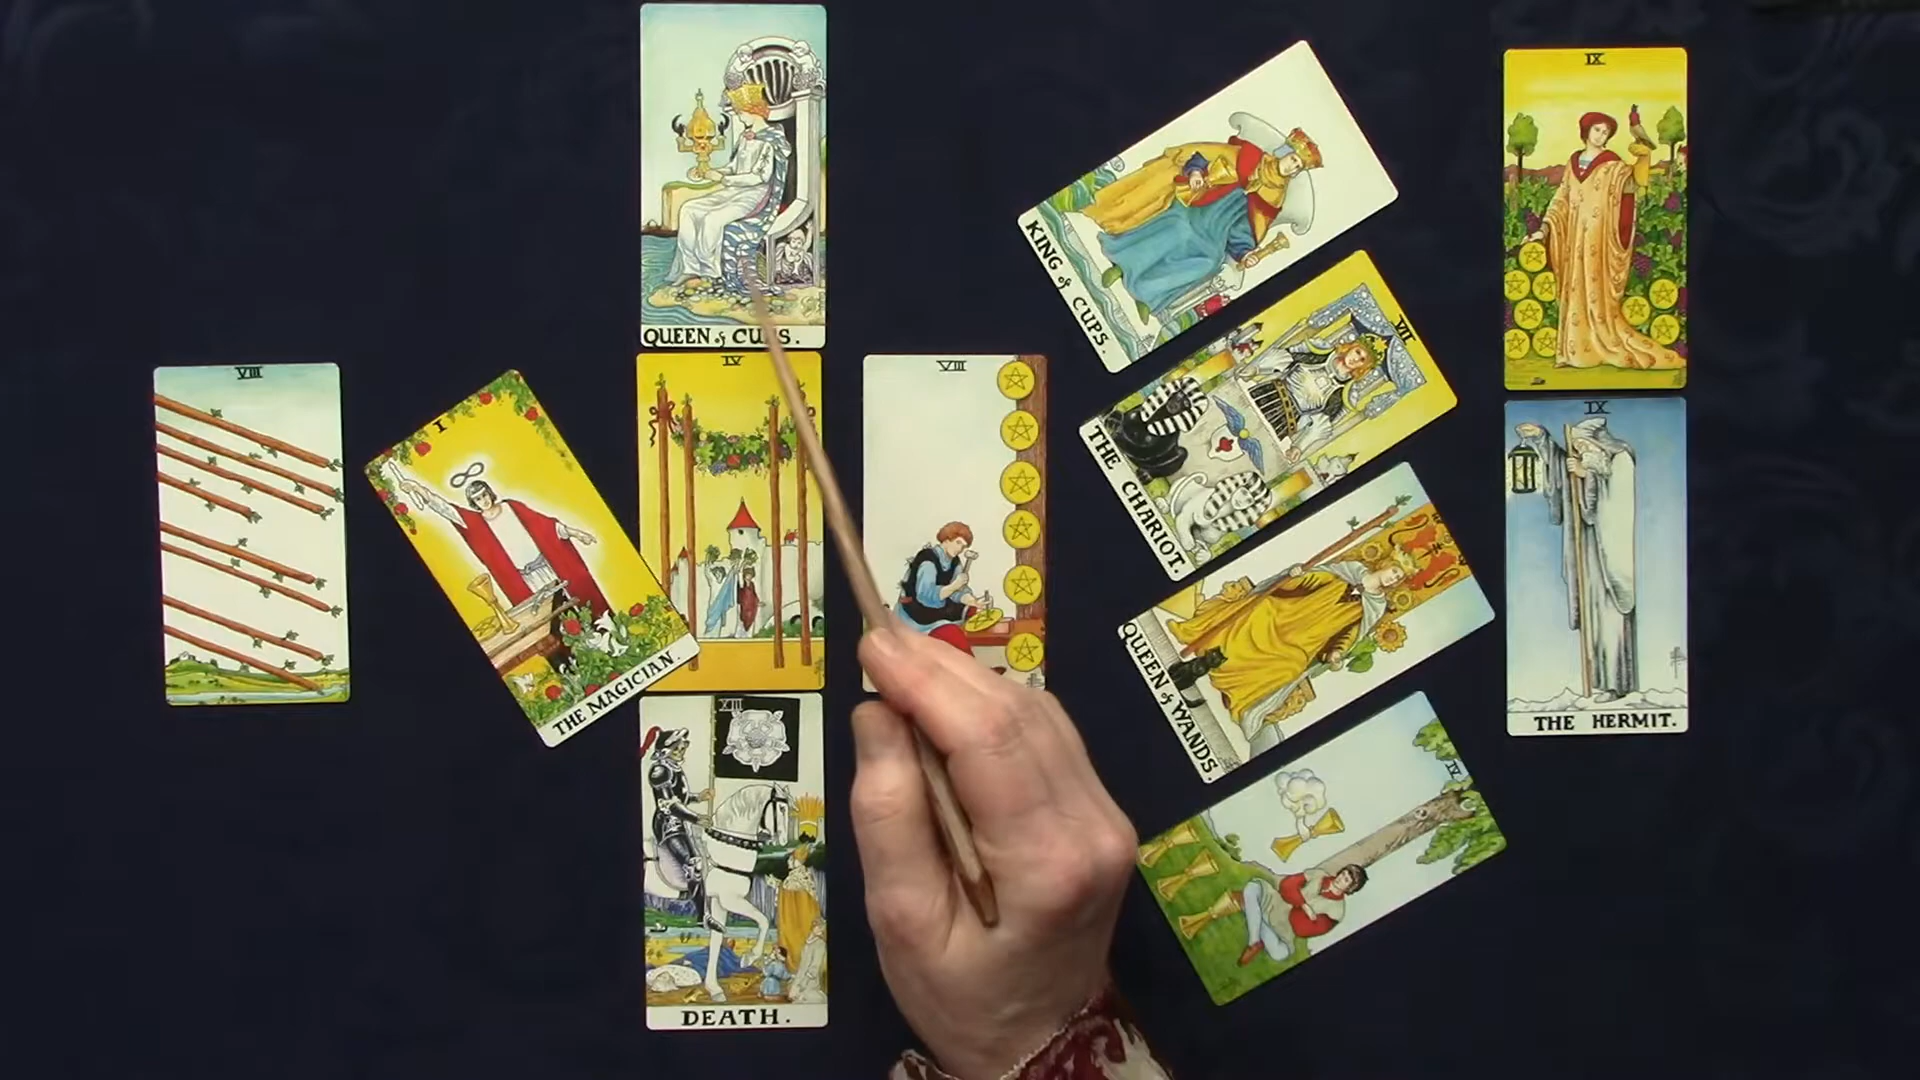 QUEEN of CUPS.
VIII
I
THE MAGICIAN.
IV
XIII
DEATH.
VIII
KING of CUPS.
VII
THE CHARIOT.
QUEEN of WANDS.
IV
IX
IX
THE HERMIT.